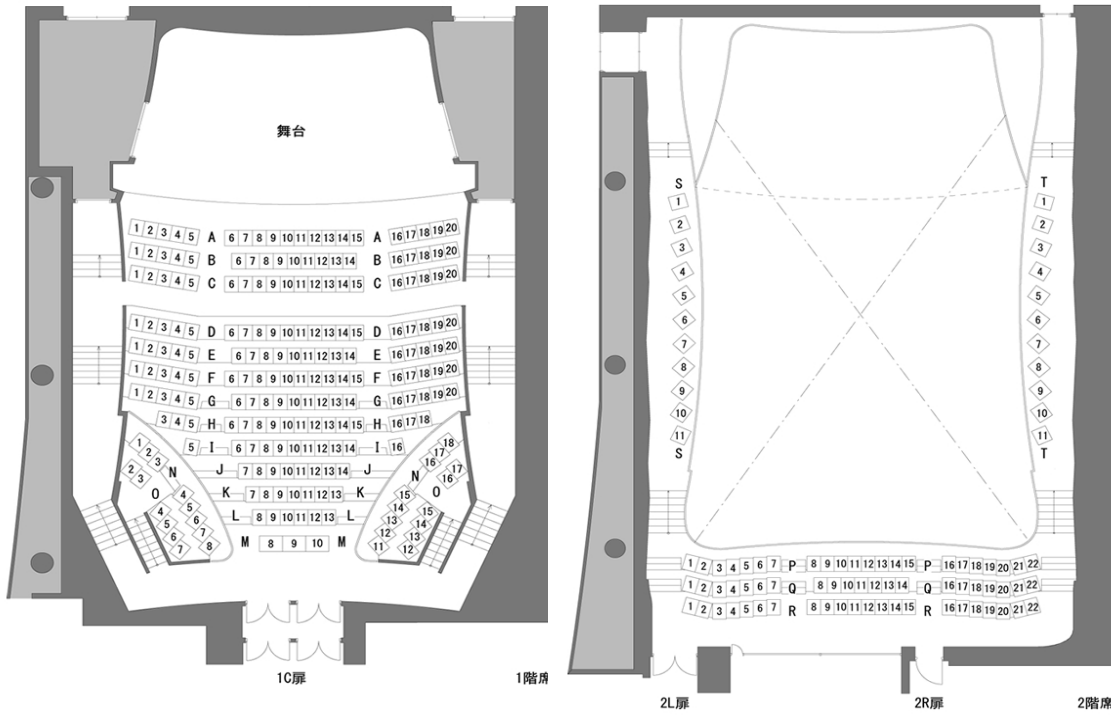 舞台
1 2 3 4 5 A 6 7 8 9 10 11 12 13 14 15 A 16 17 18 19 20
1 2 3 4 5 B 6 7 8 9 10 11 12 13 14 B 16 17 18 19 20
1 2 3 4 5 C 6 7 8 9 10 11 12 13 14 15 C 16 17 18 19 20
1 2 3 4 5 D 6 7 8 9 10 11 12 13 14 15 D 16 17 18 19 20
1 2 3 4 5 E 6 7 8 9 10 11 12 13 14 E 16 17 18 19 20
1 2 3 4 5 F 6 7 8 9 10 11 12 13 14 15 F 16 17 18 19 20
1 2 3 4 5 G 6 7 8 9 10 11 12 13 14 G 16 17 18 19 20
3 4 5 H 6 7 8 9 10 11 12 13 14 15 H 16 17 18
5 I 6 7 8 9 10 11 12 13 14 I 16
J 7 8 9 10 11 12 13 14 J
K 7 8 9 10 11 12 13 K
L 8 9 10 11 12 13 L
M 8 9 10 M
1 2 3 N 4 5 6 7 8
2 3 O 4 5 6 7
18 17 16 N 15 14 13 12 11
17 16 O 15 14 13 12
1C扉
1階席
S
1
2
3
4
5
6
7
8
9
10
11
S
T
1
2
3
4
5
6
7
8
9
10
11
T
1 2 3 4 5 6 7 P 8 9 10 11 12 13 14 15 P 16 17 18 19 20 21 22
1 2 3 4 5 6 7 Q 8 9 10 11 12 13 14 Q 16 17 18 19 20 21 22
1 2 3 4 5 6 7 R 8 9 10 11 12 13 14 15 R 16 17 18 19 20 21 22
2L扉
2R扉
2階席